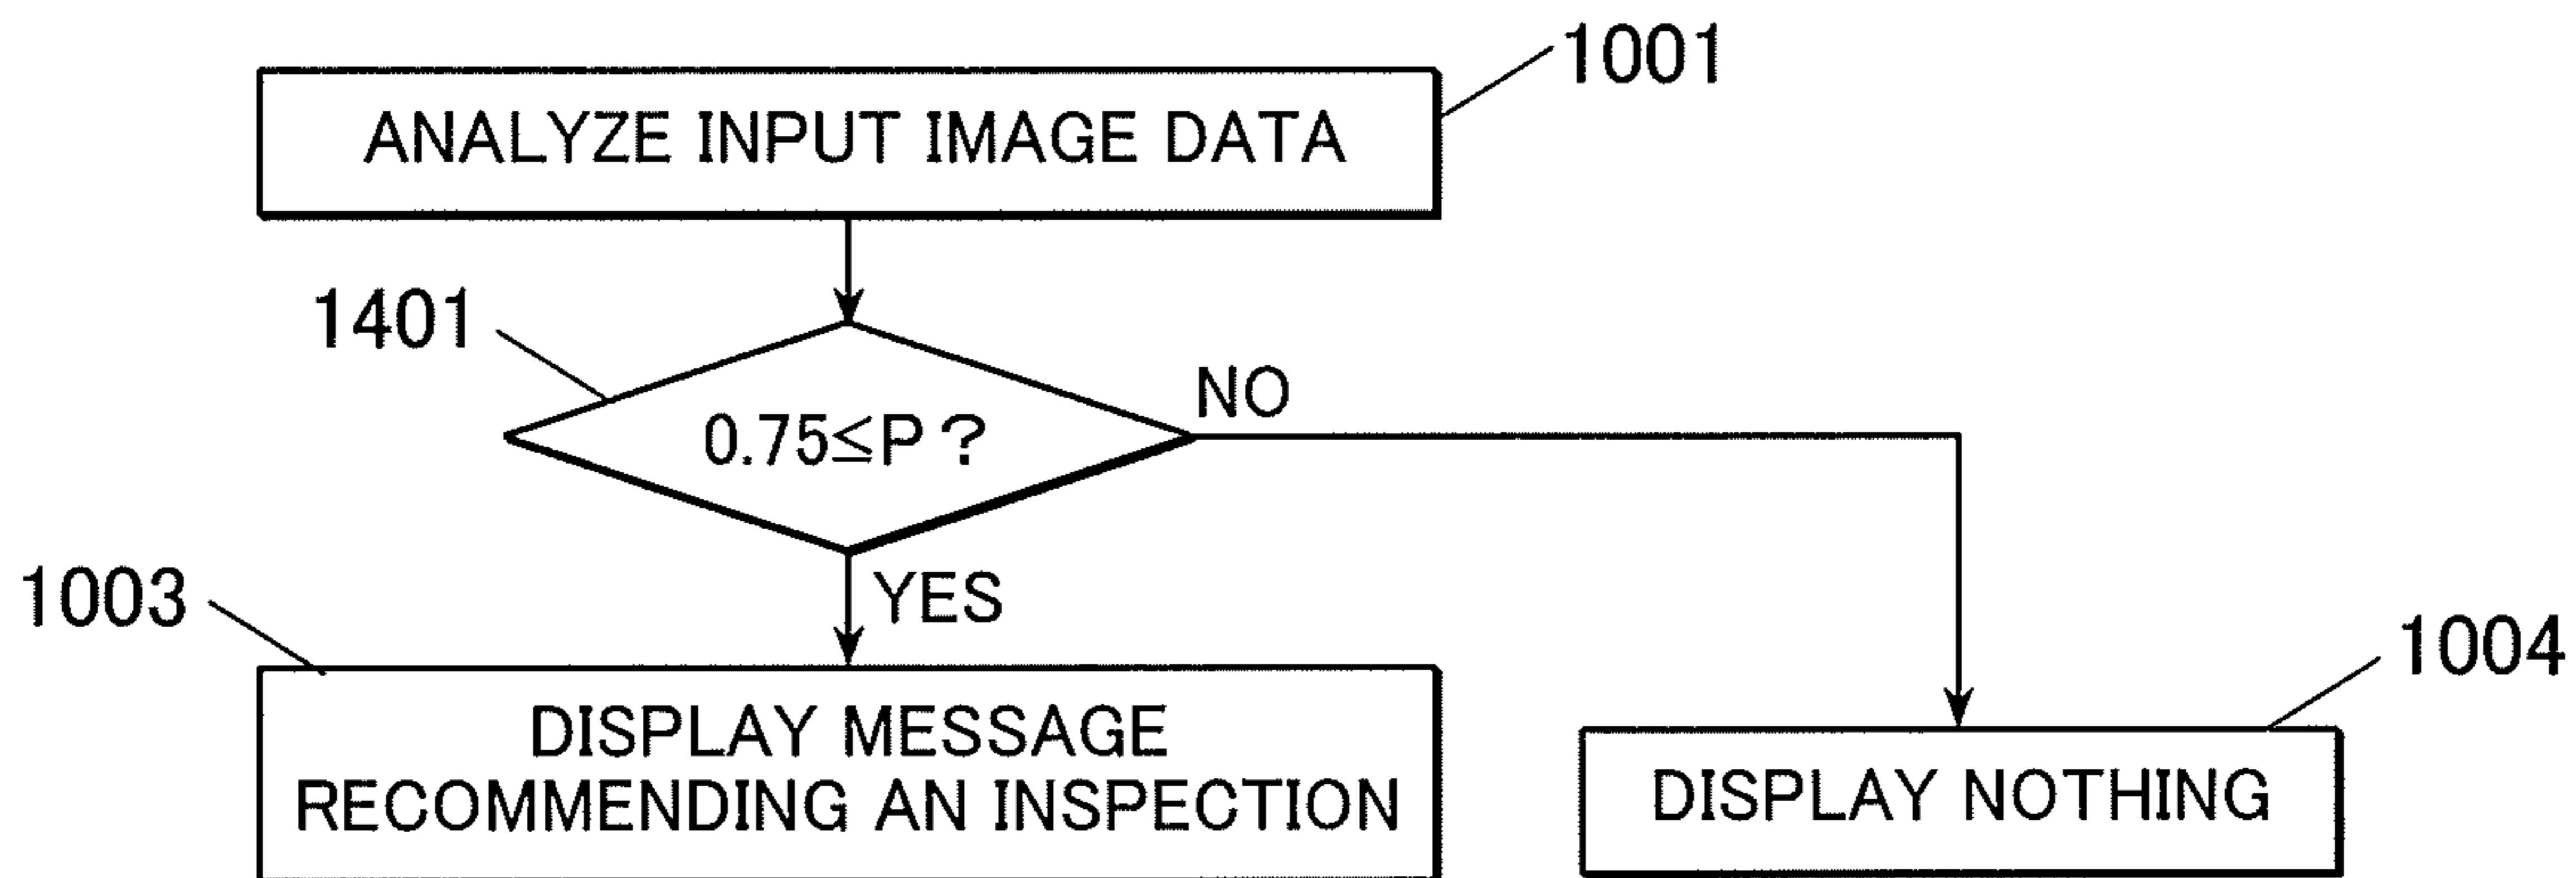 1001
ANALYZE INPUT IMAGE DATA
1401
0.75≦P?
NO
YES
1003
1004
DISPLAY MESSAGE
RECOMMENDING AN INSPECTION
DISPLAY NOTHING